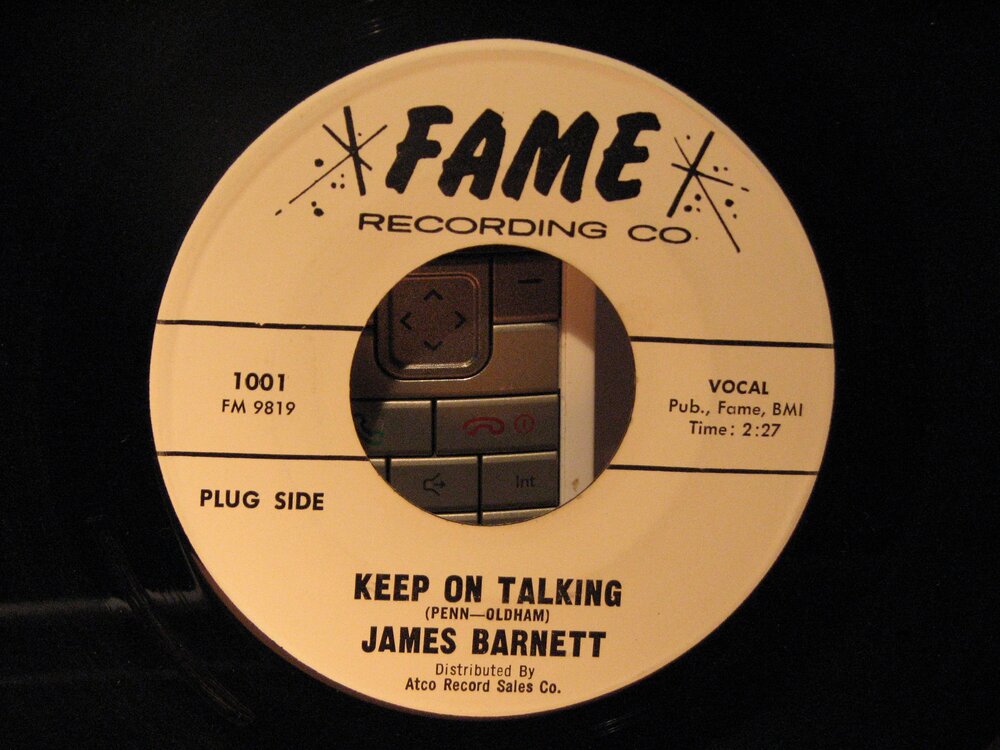 FAME
RECORDING CO.
1001
FM 9819
VOCAL
Pub., Fame, BMI
Time: 2:27
PLUG SIDE
Int
KEEP ON TALKING
(PENN—OLDHAM)
JAMES BARNETT
Distributed By
Atco Record Sales Co.